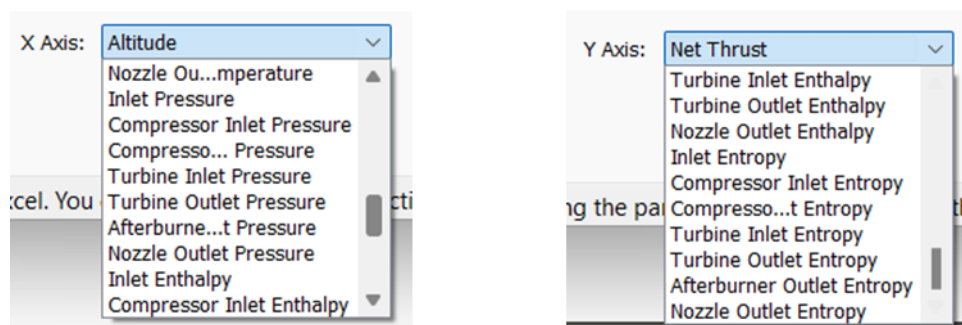 X Axis: Altitude
Nozzle Ou...mperature
Inlet Pressure
Compressor Inlet Pressure
Compresso... Pressure
Turbine Inlet Pressure
Turbine Outlet Pressure
Afterburne...t Pressure
Nozzle Outlet Pressure
Inlet Enthalpy
Compressor Inlet Enthalpy
xcel. You
cti
Y Axis: Net Thrust
Turbine Inlet Enthalpy
Turbine Outlet Enthalpy
Nozzle Outlet Enthalpy
Inlet Entropy
Compressor Inlet Entropy
Compresso...t Entropy
Turbine Inlet Entropy
Turbine Outlet Entropy
Afterburner Outlet Entropy
Nozzle Outlet Entropy
ng the par